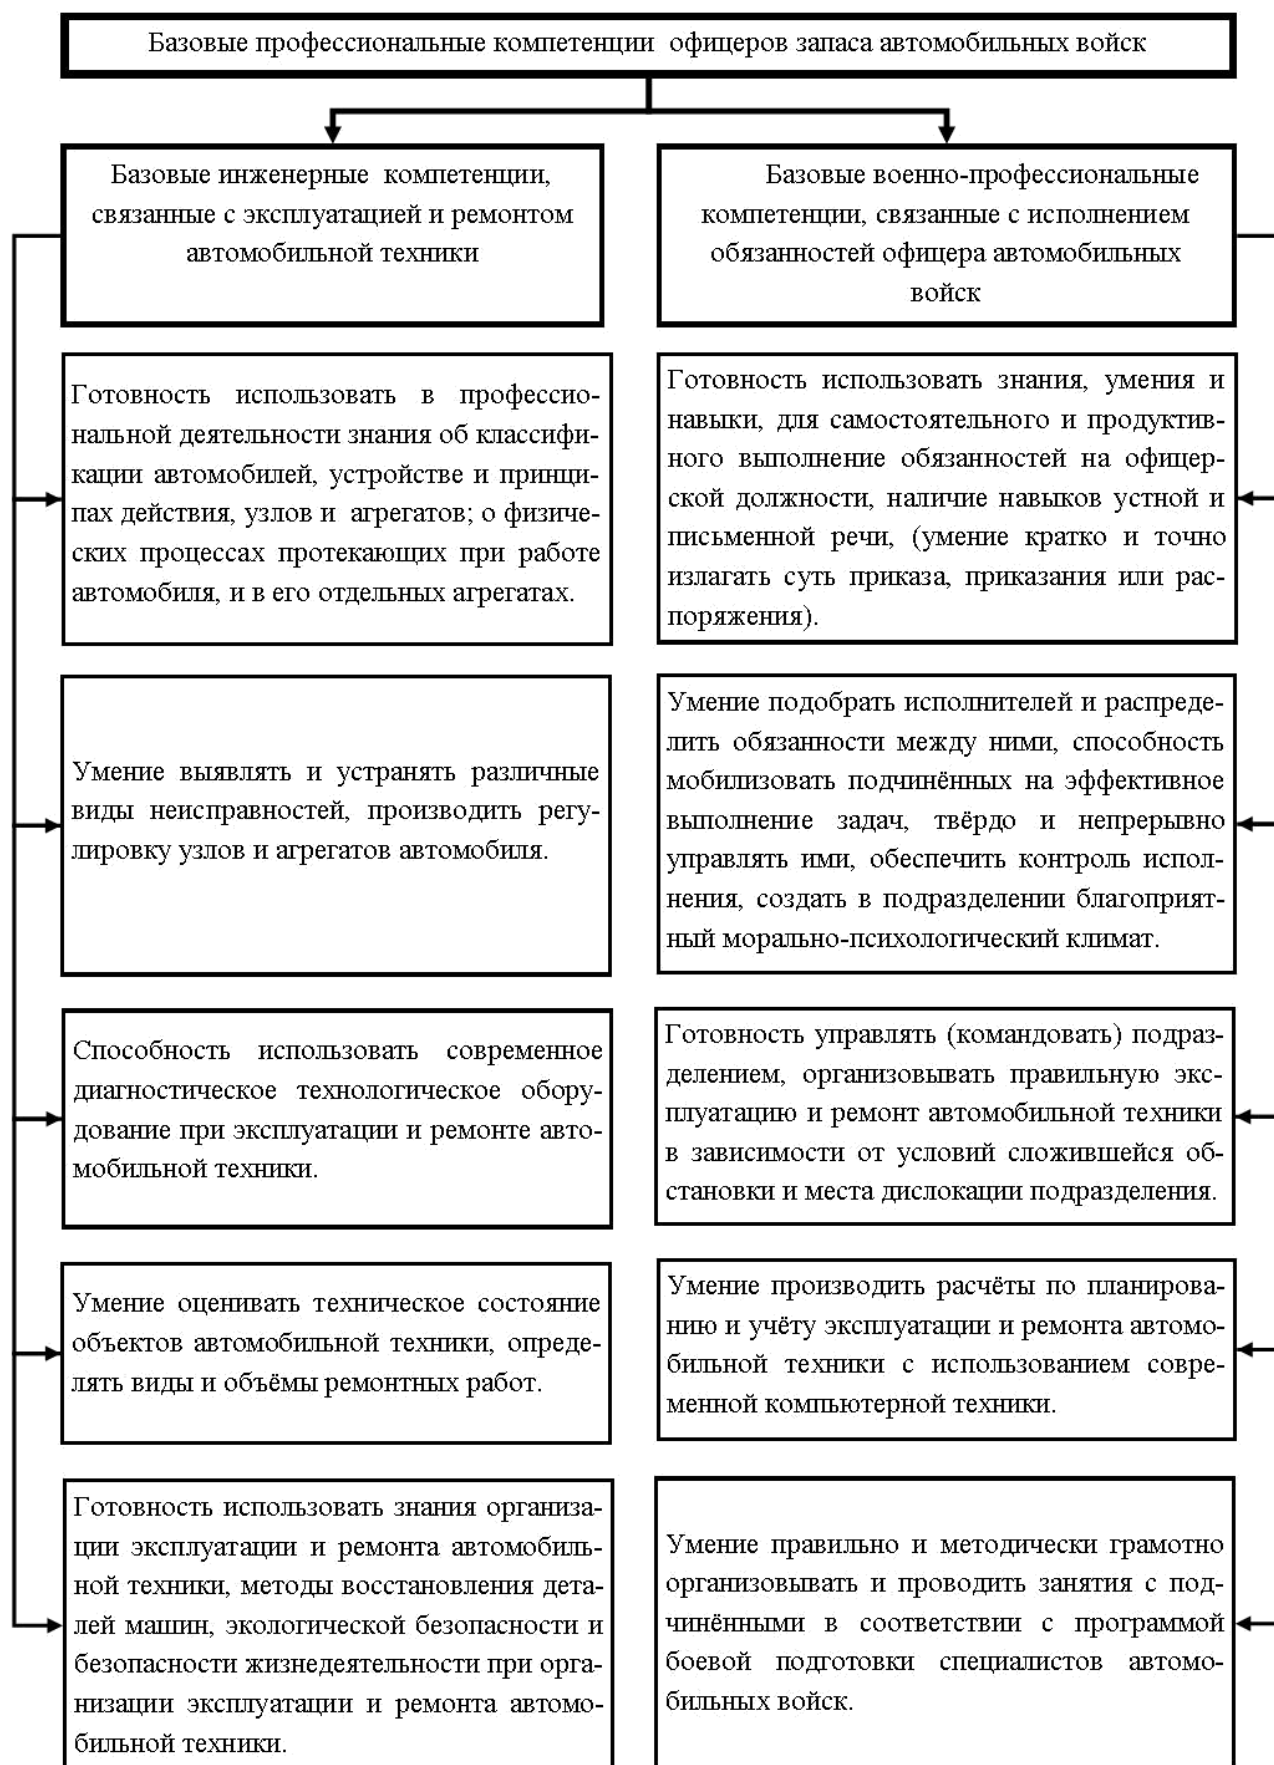 Базовые профессиональные компетенции офицеров запаса автомобильных войск
Базовые инженерные компетенции,
связанные с эксплуатацией и ремонтом
автомобильной техники
Базовые военно-профессиональные
компетенции, связанные с исполнением
обязанностей офицера автомобильных
войск
Готовность использовать в профессио-
нальной деятельности знания об классифи-
кации автомобилей, устройстве и принци-
пах действия, узлов и агрегатов; о физиче-
ских процессах протекающих при работе
автомобиля, и в его отдельных агрегатах.
Готовность использовать знания, умения и
навыки, для самостоятельного и продуктив-
ного выполнение обязанностей на офицер-
ской должности, наличие навыков устной и
письменной речи, (умение кратко и точно
излагать суть приказа, приказания или рас-
поряжения).
Умение выявлять и устранять различные
виды неисправностей, производить регу-
лировку узлов и агрегатов автомобиля.
Умение подобрать исполнителей и распреде-
лить обязанности между ними, способность
мобилизовать подчинённых на эффективное
выполнение задач, твёрдо и непрерывно
управлять ими, обеспечить контроль испол-
нения, создать в подразделении благоприят-
ный морально-психологический климат.
Способность использовать современное
диагностическое технологическое обору-
дование при эксплуатации и ремонте авто-
мобильной техники.
Готовность управлять (командовать) подраз-
делением, организовывать правильную экс-
плуатацию и ремонт автомобильной техники
в зависимости от условий сложившейся об-
становки и места дислокации подразделения.
Умение оценивать техническое состояние
объектов автомобильной техники, опреде-
лять виды и объёмы ремонтных работ.
Умение производить расчёты по планирова-
нию и учёту эксплуатации и ремонта автомо-
бильной техники с использованием совре-
менной компьютерной техники.
Готовность использовать знания организа-
ции эксплуатации и ремонта автомобиль-
ной техники, методы восстановления дета-
лей машин, экологической безопасности и
безопасности жизнедеятельности при орга-
низации эксплуатации и ремонта автомо-
бильной техники.
Умение правильно и методически грамотно
организовывать и проводить занятия с под-
чинёнными в соответствии с программой
боевой подготовки специалистов автомо-
бильных войск.